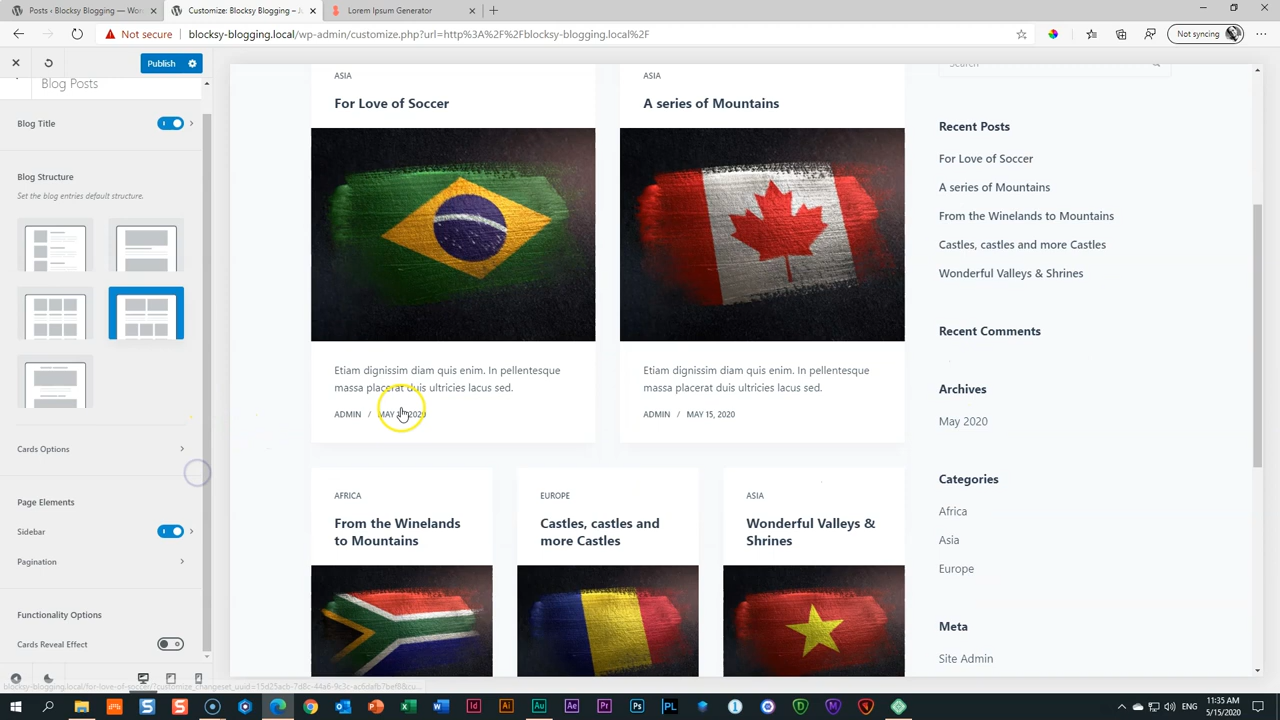 Posts ‹ Blocksy Blogging — Wor
Customize: Blocksy Blogging – Ju
Lorem Ipsum Generator
Not secure
blocksy-blogging.local/wp-admin/customize.php?url=http%3A%2F%2Fblocksy-blogging.local%2F
Not syncing
Publish
Blog Posts
Blog Title
Blog Structure
Set the blog entries default structure.
Cards Options
Page Elements
Sidebar
Pagination
Functionality Options
Cards Reveal Effect
ASIA
For Love of Soccer
Etiam dignissim diam quis enim. In pellentesque
massa placerat duis ultricies lacus sed.
ADMIN / MAY
ASIA
A series of Mountains
Etiam dignissim diam quis enim. In pellentesque
massa placerat duis ultricies lacus sed.
ADMIN / MAY 15, 2020
AFRICA
From the Winelands
to Mountains
EUROPE
Castles, castles and
more Castles
ASIA
Wonderful Valleys &
Shrines
Search
Recent Posts
For Love of Soccer
A series of Mountains
From the Winelands to Mountains
Castles, castles and more Castles
Wonderful Valleys & Shrines
Recent Comments
Archives
May 2020
Categories
Africa
Asia
Europe
Meta
Site Admin
ENG
11:35 AM
5/15/2020